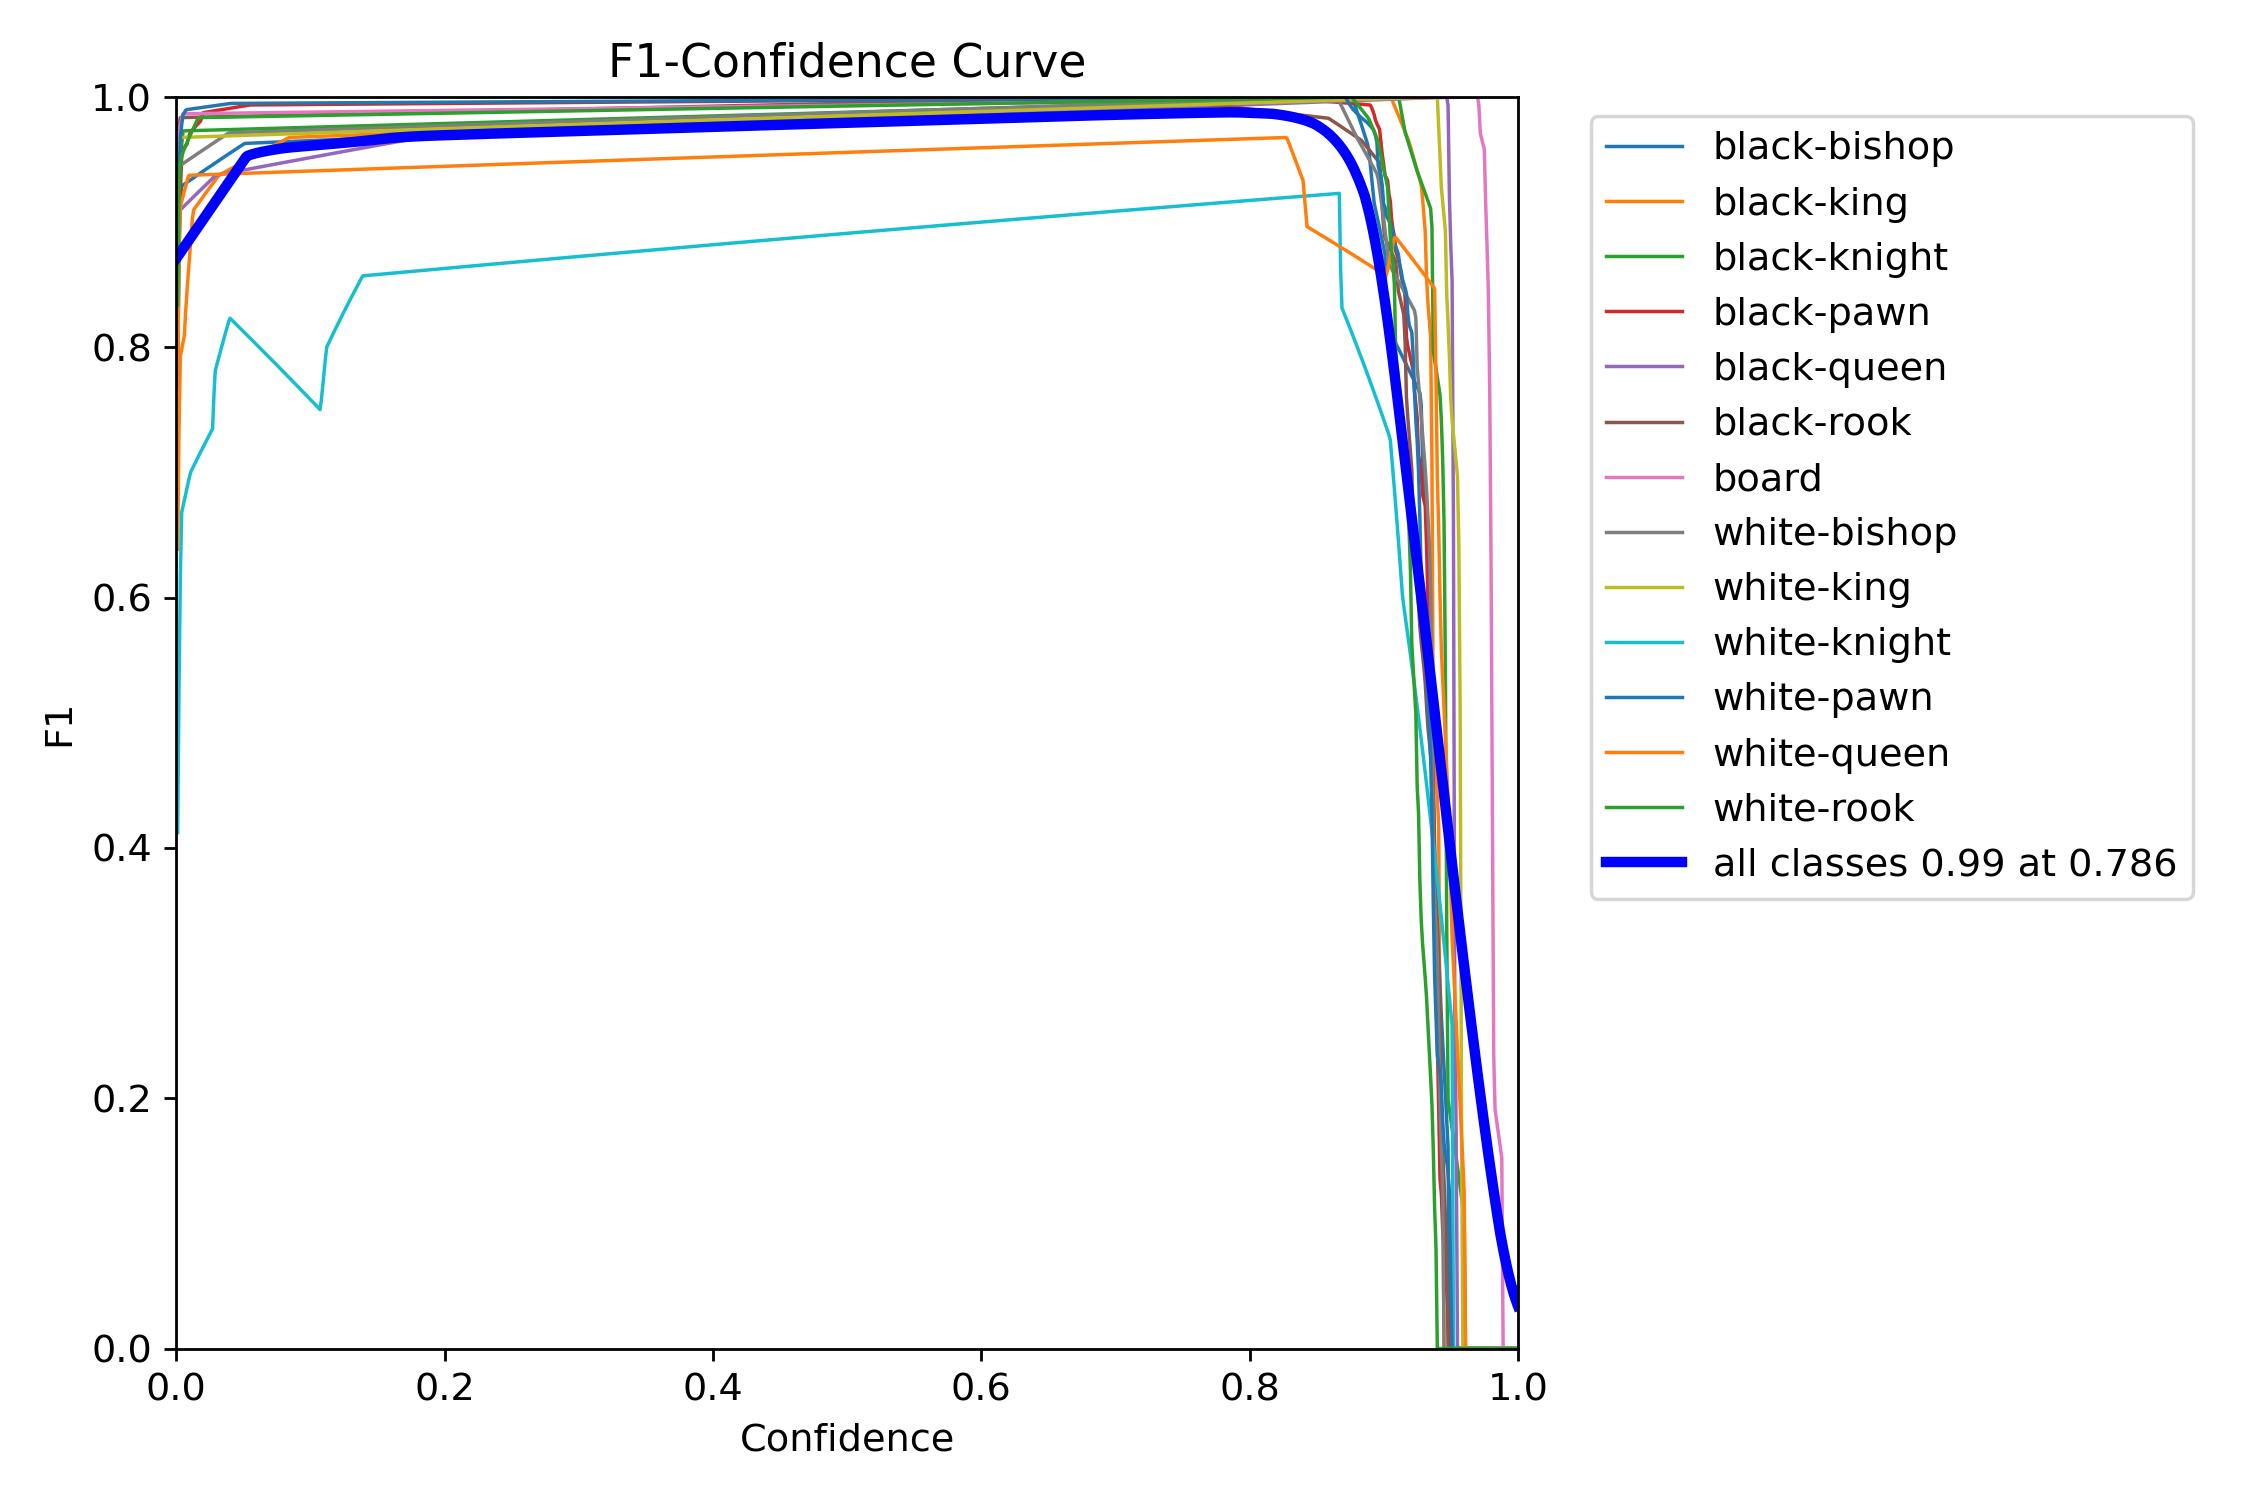 F1-Confidence Curve
1.0
0.8
0.6
0.4
0.2
0.0
F1
0.0 0.2 0.4 0.6 0.8 1.0
Confidence
black-bishop
black-king
black-knight
black-pawn
black-queen
black-rook
board
white-bishop
white-king
white-knight
white-pawn
white-queen
white-rook
all classes 0.99 at 0.786